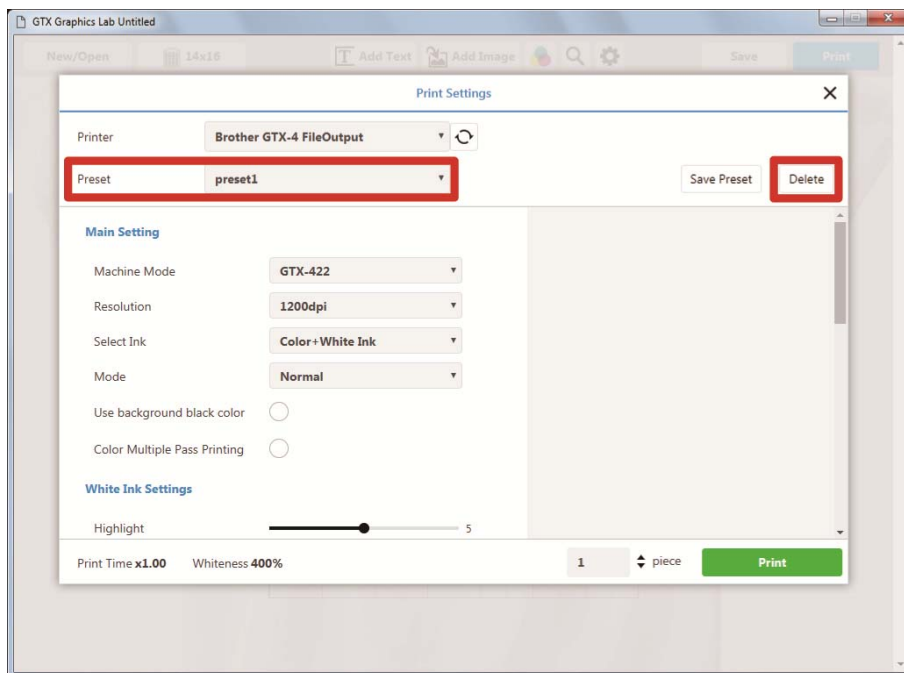 GTX Graphics Lab Untitled
New/Open 14x16 Add Text Add Image Save Print
Print Settings
Printer Brother GTX-4 FileOutput
Preset preset1 Save Preset Delete
Main Setting
Machine Mode GTX-422
Resolution 1200dpi
Select Ink Color+White Ink
Mode Normal
Use background black color
Color Multiple Pass Printing
White Ink Settings
Highlight 5
Print Time x1.00 Whiteness 400% 1 piece Print